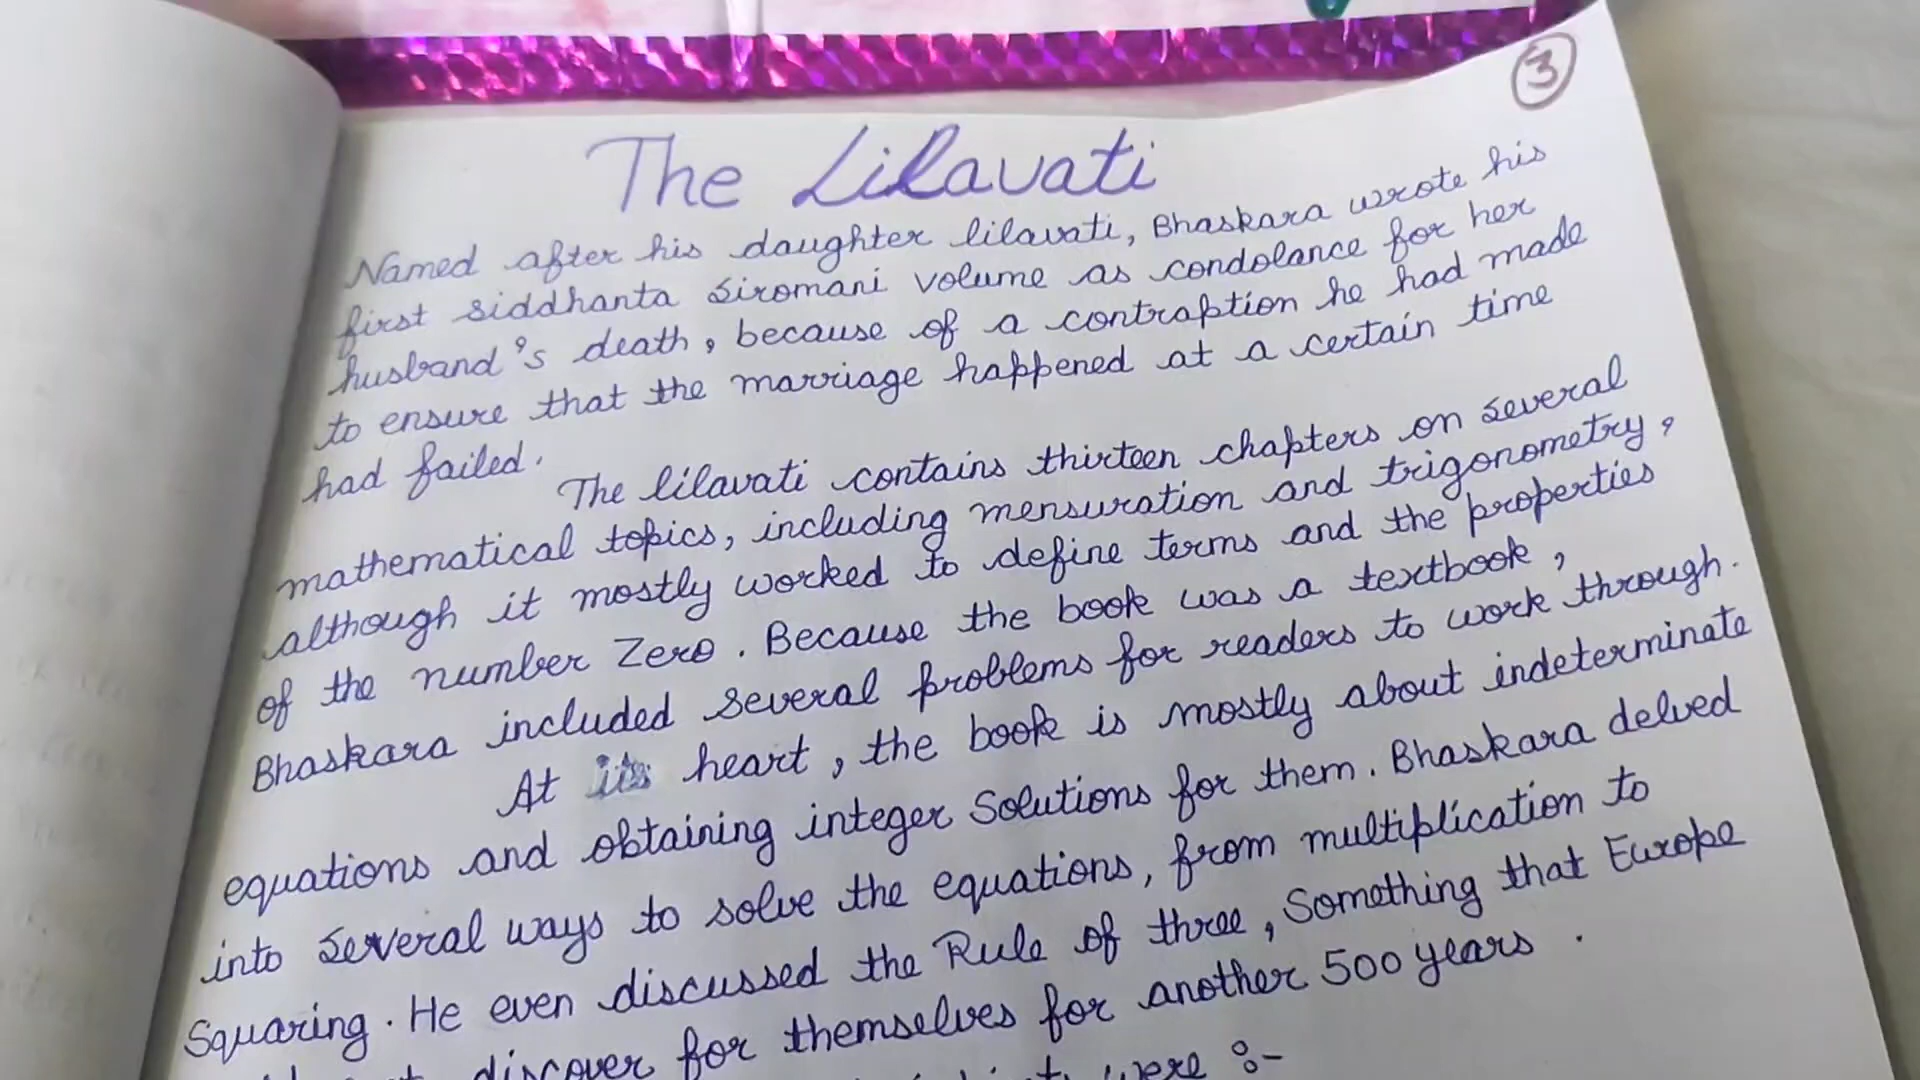 3
The Lilavati
Named after his daughter lilavati, Bhaskara wrote his
first siddhanta siromani volume as condolance for her
husband's death, because of a contraption he had made
to ensure that the marriage happened at a certain time
had failed.
The lilavati contains thirteen chapters on several
mathematical topics, including mensuration and trigonometry,
although it mostly worked to define terms and the properties
of the number Zero. Because the book was a textbook,
Bhaskara included several problems for readers to work through.
At its heart, the book is mostly about indeterminate
equations and obtaining integer Solutions for them. Bhaskara delved
into several ways to solve the equations, from multiplication to
Squaring. He even discussed the Rule of three, Something that Europe
discover for themselves for another 500 years.
were :-